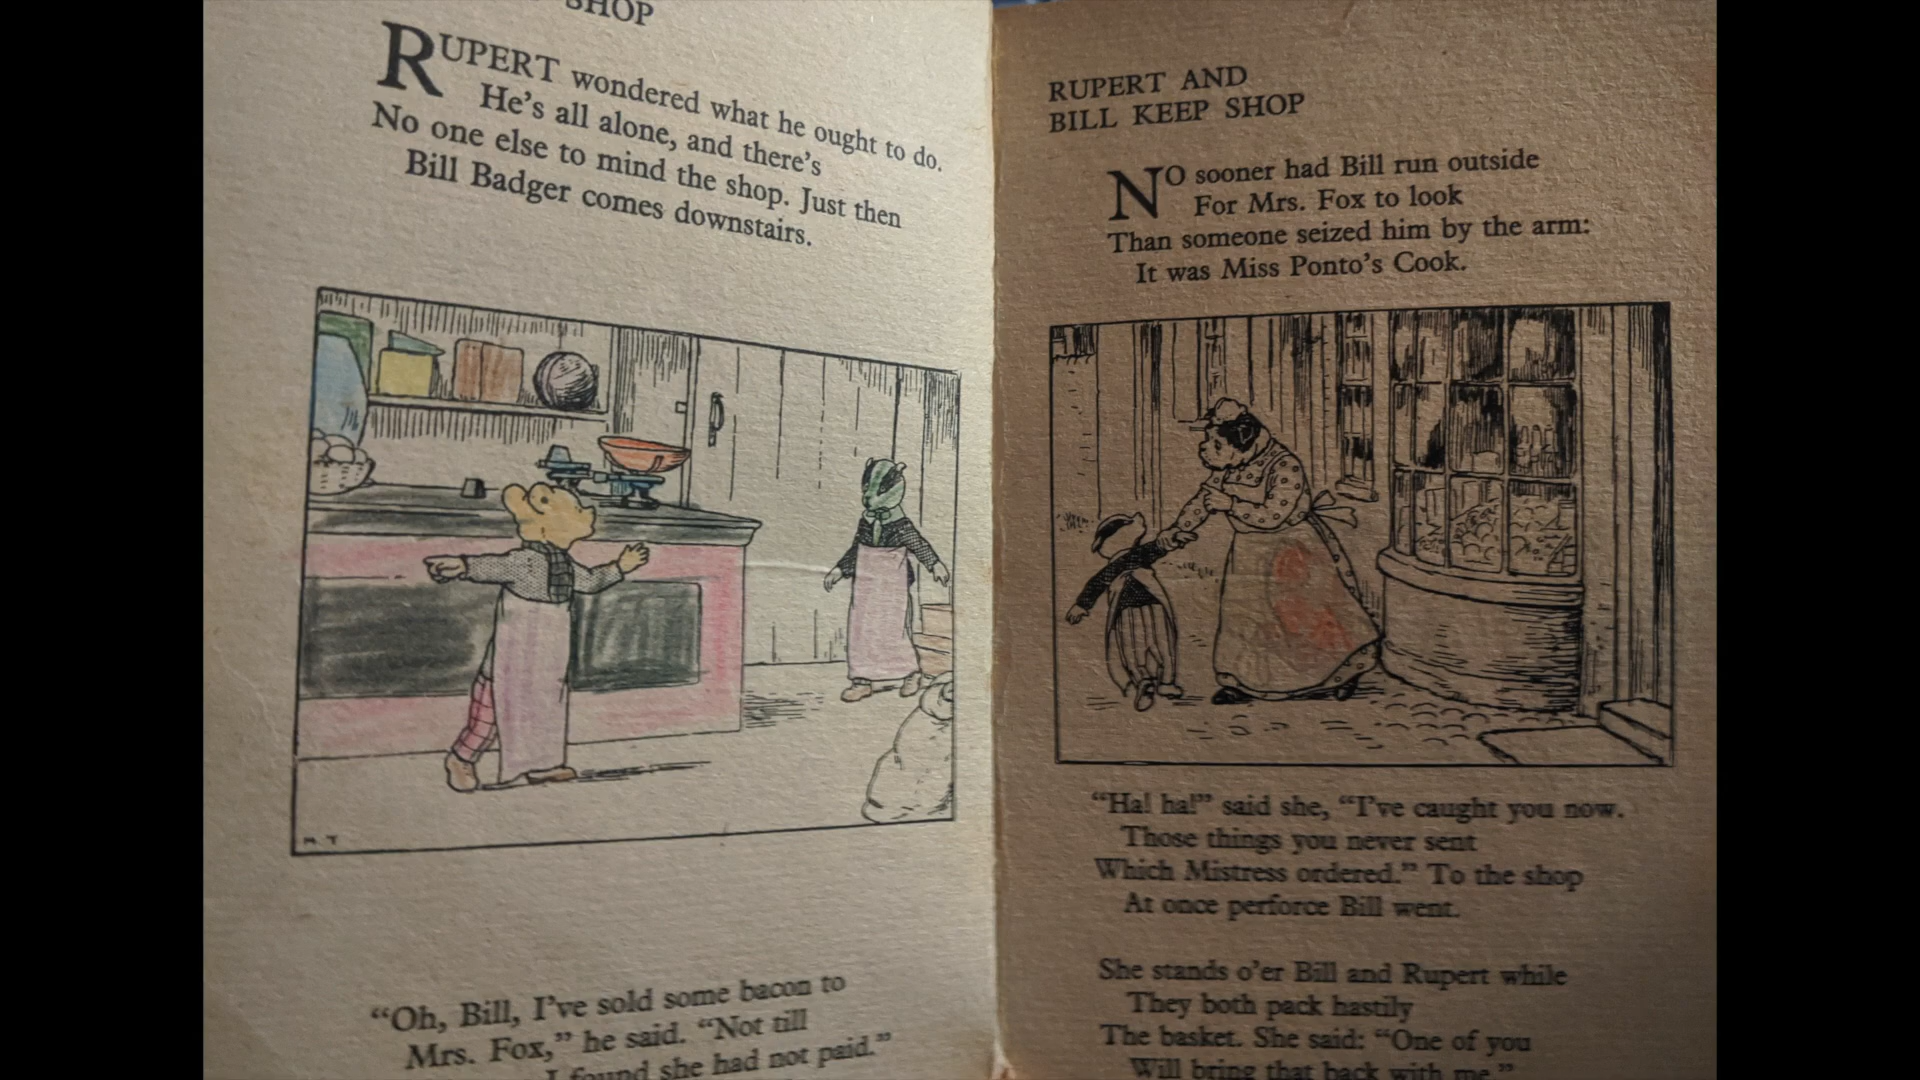 SHOP
RUPERT wondered what he ought to do.
He's all alone, and there's
No one else to mind the shop. Just then
Bill Badger comes downstairs.
M. T
"Oh, Bill, I've sold some bacon to
Mrs. Fox," he said. "Not till
I found she had not paid."
RUPERT AND
BILL KEEP SHOP
NO sooner had Bill run outside
For Mrs. Fox to look
Than someone seized him by the arm:
It was Miss Ponto's Cook.
"Ha! ha!" said she, "I've caught you now.
Those things you never sent
Which Mistress ordered." To the shop
At once perforce Bill went.
She stands o'er Bill and Rupert while
They both pack hastily
The basket. She said: "One of you
Will bring that back with me."